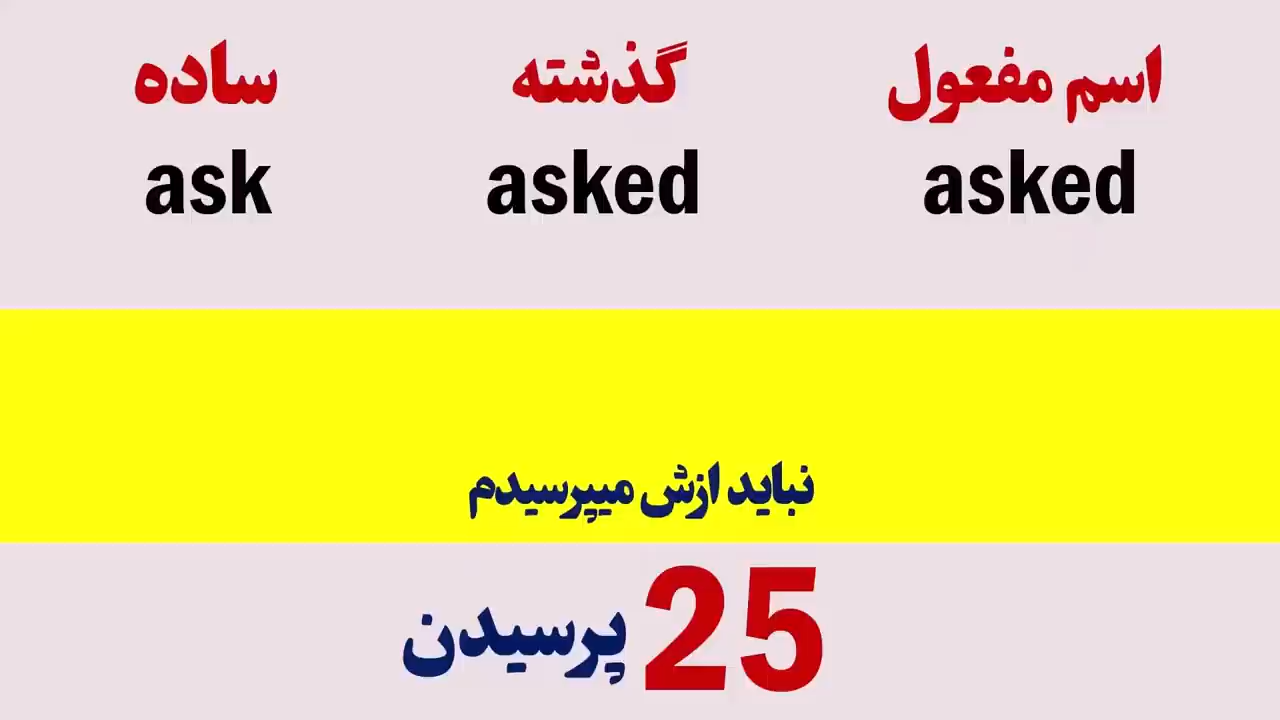 ساده گذشته اسم مفعول
ask asked asked
نباید ازش میپرسیدم
25 پرسیدن